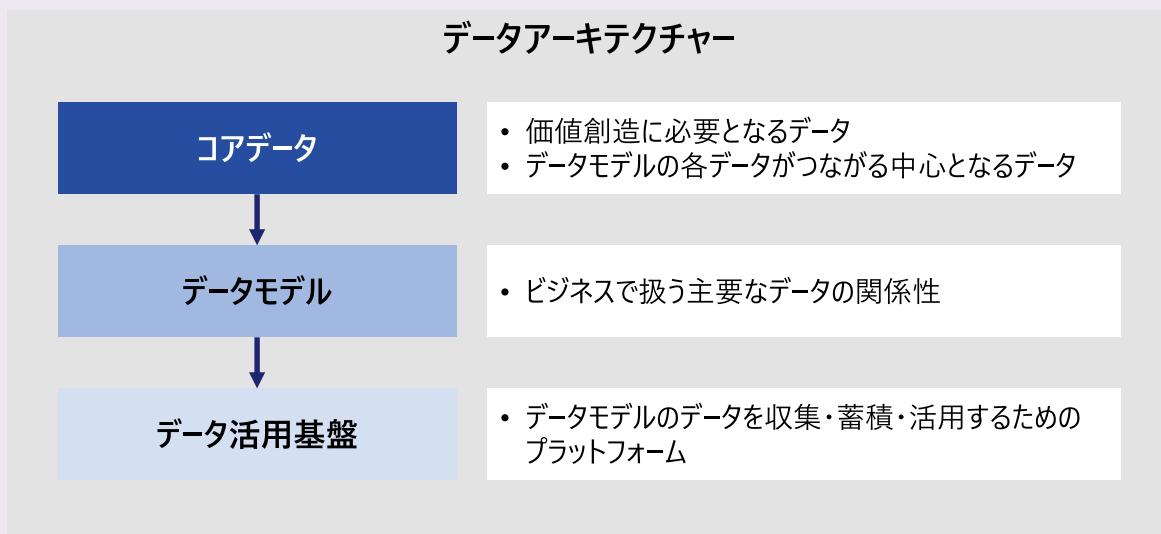 データアーキテクチャー
コアデータ
• 価値創造に必要となるデータ
• データモデルの各データがつながる中心となるデータ
データモデル
• ビジネスで扱う主要なデータの関係性
データ活用基盤
• データモデルのデータを収集・蓄積・活用するための
プラットフォーム